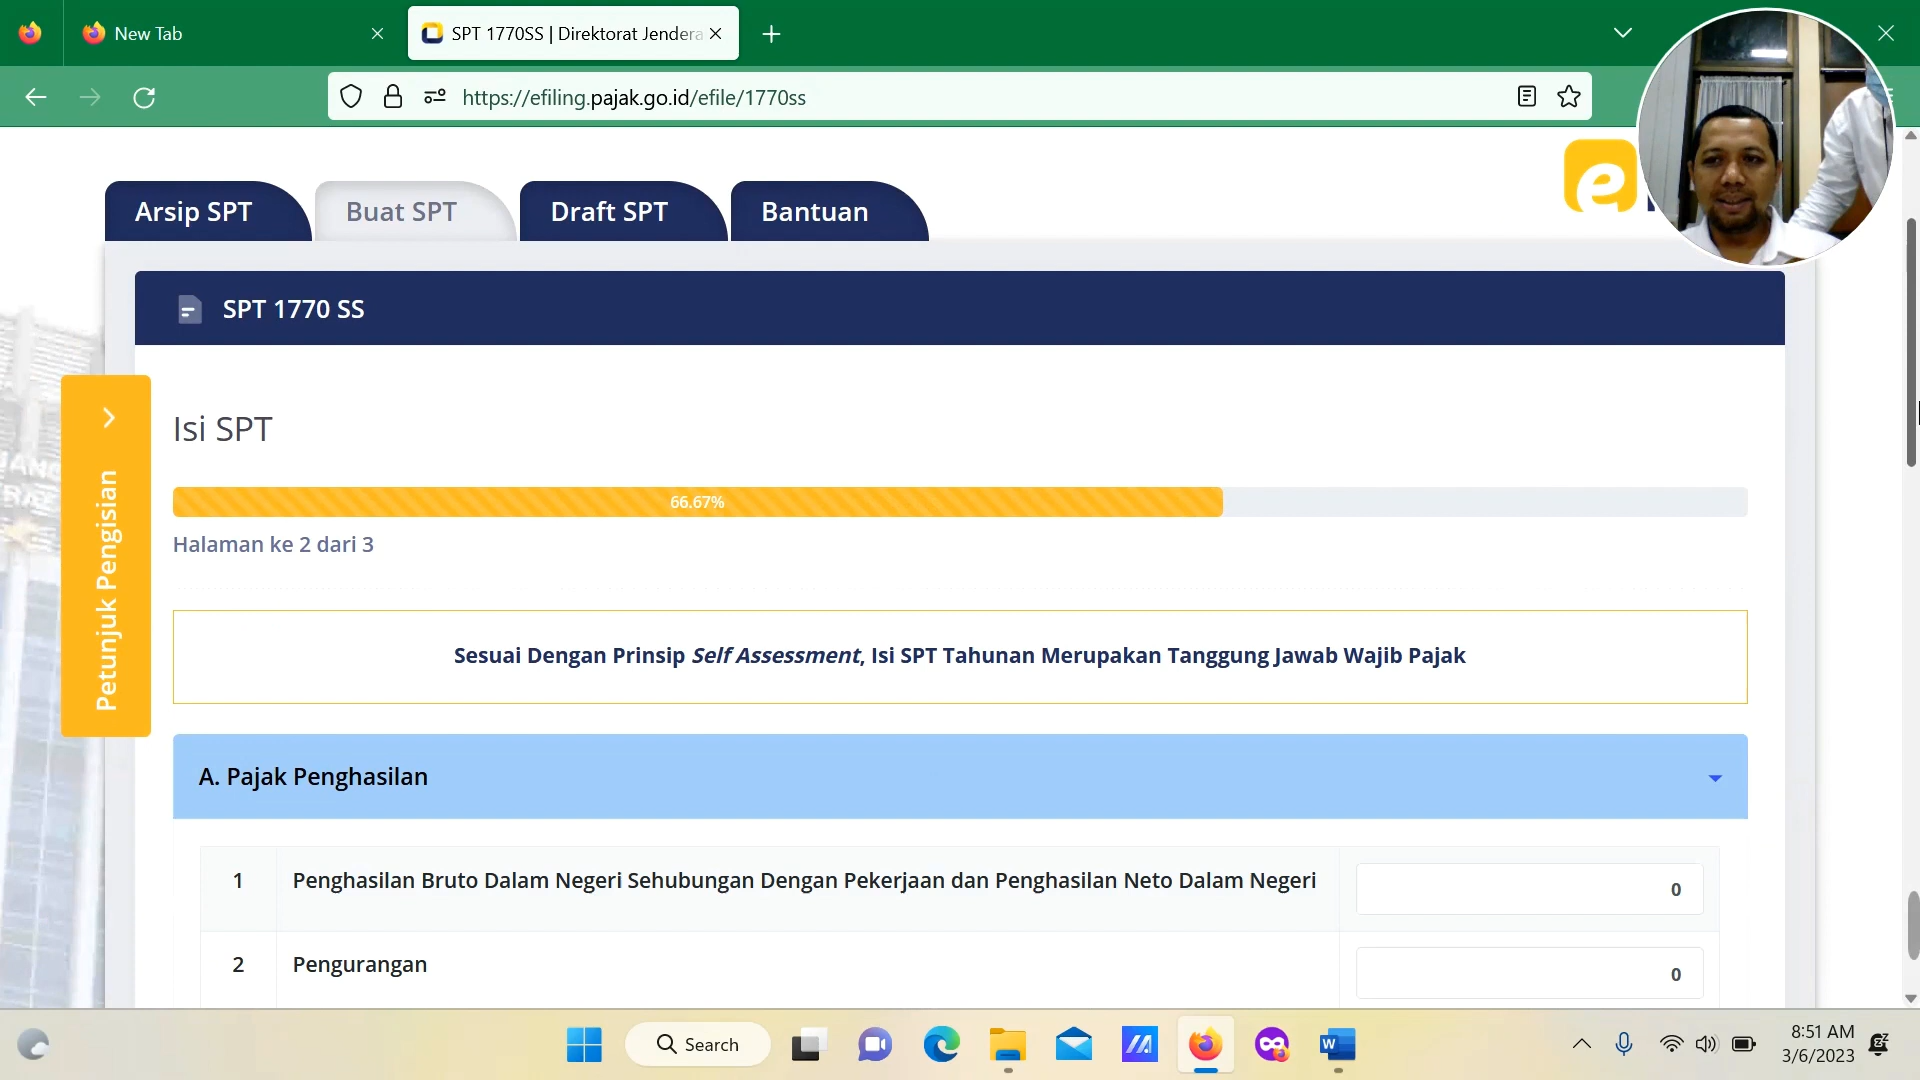 New Tab
SPT 1770SS | Direktorat Jendera
https://efiling.pajak.go.id/efile/1770ss
Arsip SPT
Buat SPT
Draft SPT
Bantuan
e
SPT 1770 SS
Petunjuk Pengisian
Isi SPT
66.67%
Halaman ke 2 dari 3
Sesuai Dengan Prinsip Self Assessment, Isi SPT Tahunan Merupakan Tanggung Jawab Wajib Pajak
A. Pajak Penghasilan
1 Penghasilan Bruto Dalam Negeri Sehubungan Dengan Pekerjaan dan Penghasilan Neto Dalam Negeri 0
2 Pengurangan 0
Search
8:51 AM
3/6/2023